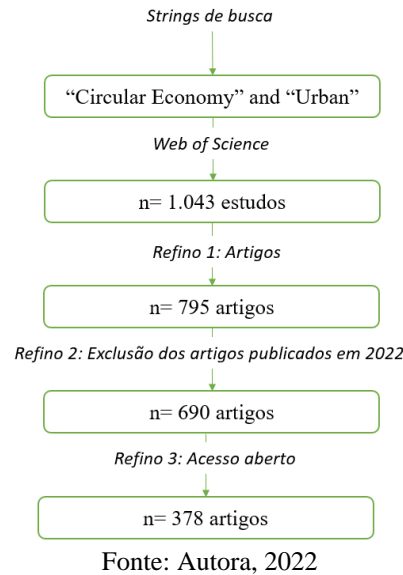 Strings de busca
“Circular Economy” and “Urban”
Web of Science
n= 1.043 estudos
Refino 1: Artigos
n= 795 artigos
Refino 2: Exclusão dos artigos publicados em 2022
n= 690 artigos
Refino 3: Acesso aberto
n= 378 artigos
Fonte: Autora, 2022